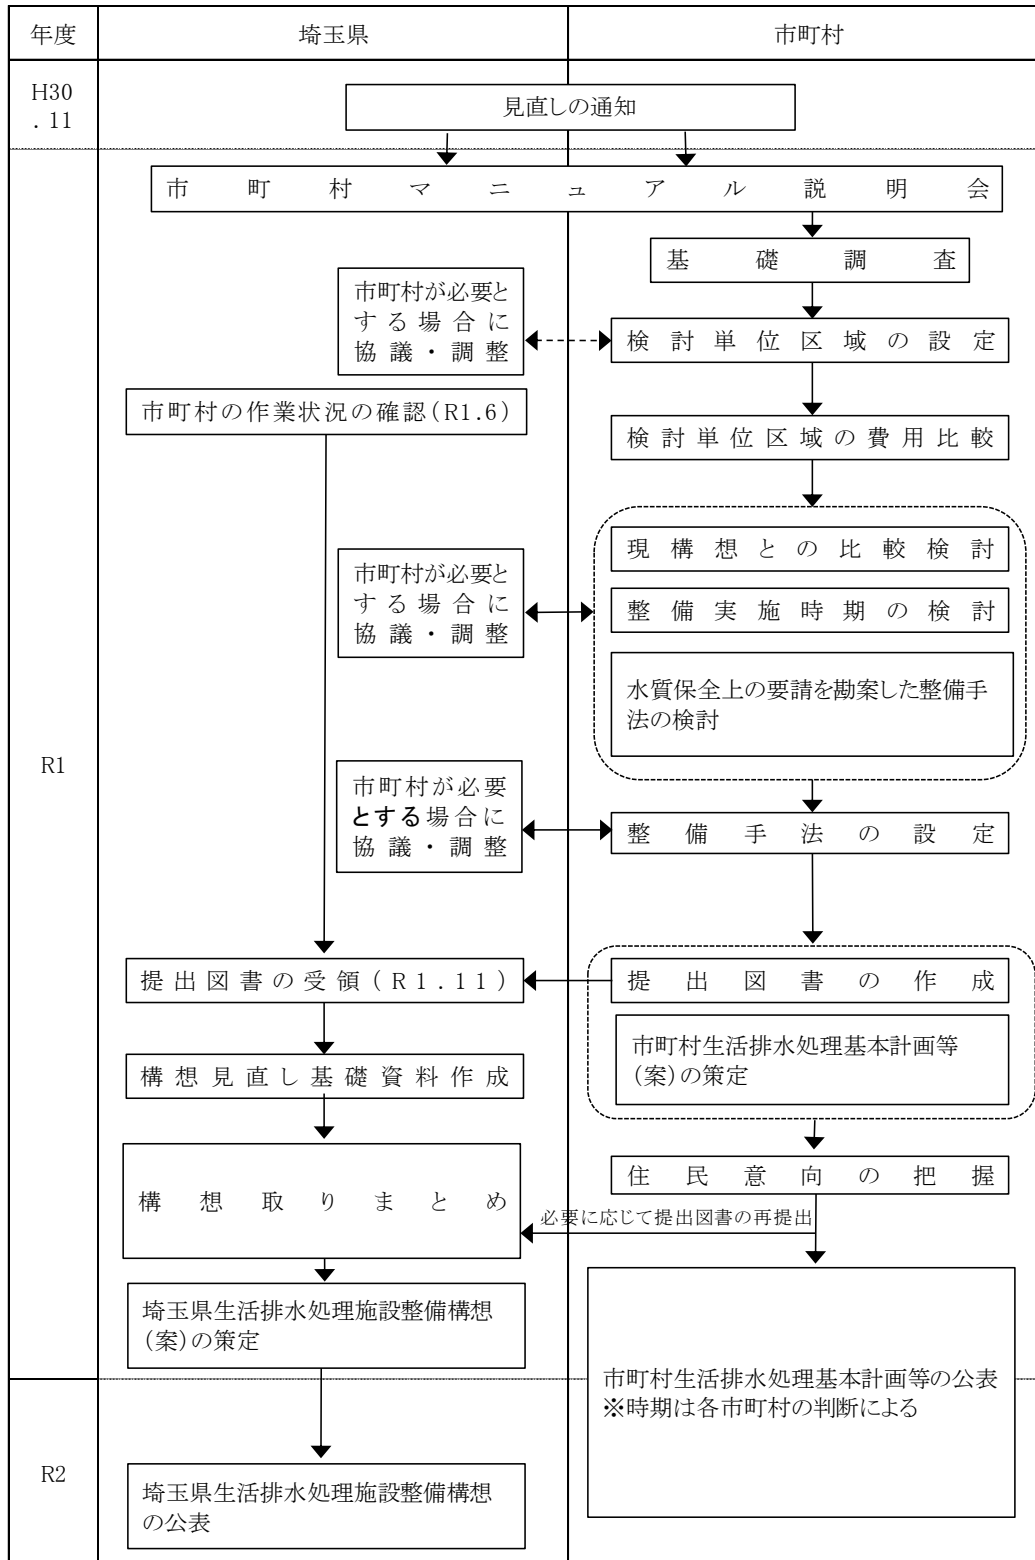 年度
埼玉県
市町村
H30
.11
見直しの通知
市町村マニュアル説明会
基礎調査
市町村が必要と
する場合に
協議・調整
検討単位区域の設定
市町村の作業状況の確認(R1.6)
検討単位区域の費用比較
現構想との比較検討
市町村が必要と
する場合に
協議・調整
整備実施時期の検討
水質保全上の要請を勘案した整備手
法の検討
R1
市町村が必要
とする場合に
協議・調整
整備手法の設定
提出図書の受領(R1.11)
提出図書の作成
市町村生活排水処理基本計画等
(案)の策定
構想見直し基礎資料作成
住民意向の把握
構想取りまとめ
必要に応じて提出図書の再提出
埼玉県生活排水処理施設整備構想
(案)の策定
市町村生活排水処理基本計画等の公表
※時期は各市町村の判断による
R2
埼玉県生活排水処理施設整備構想
の公表